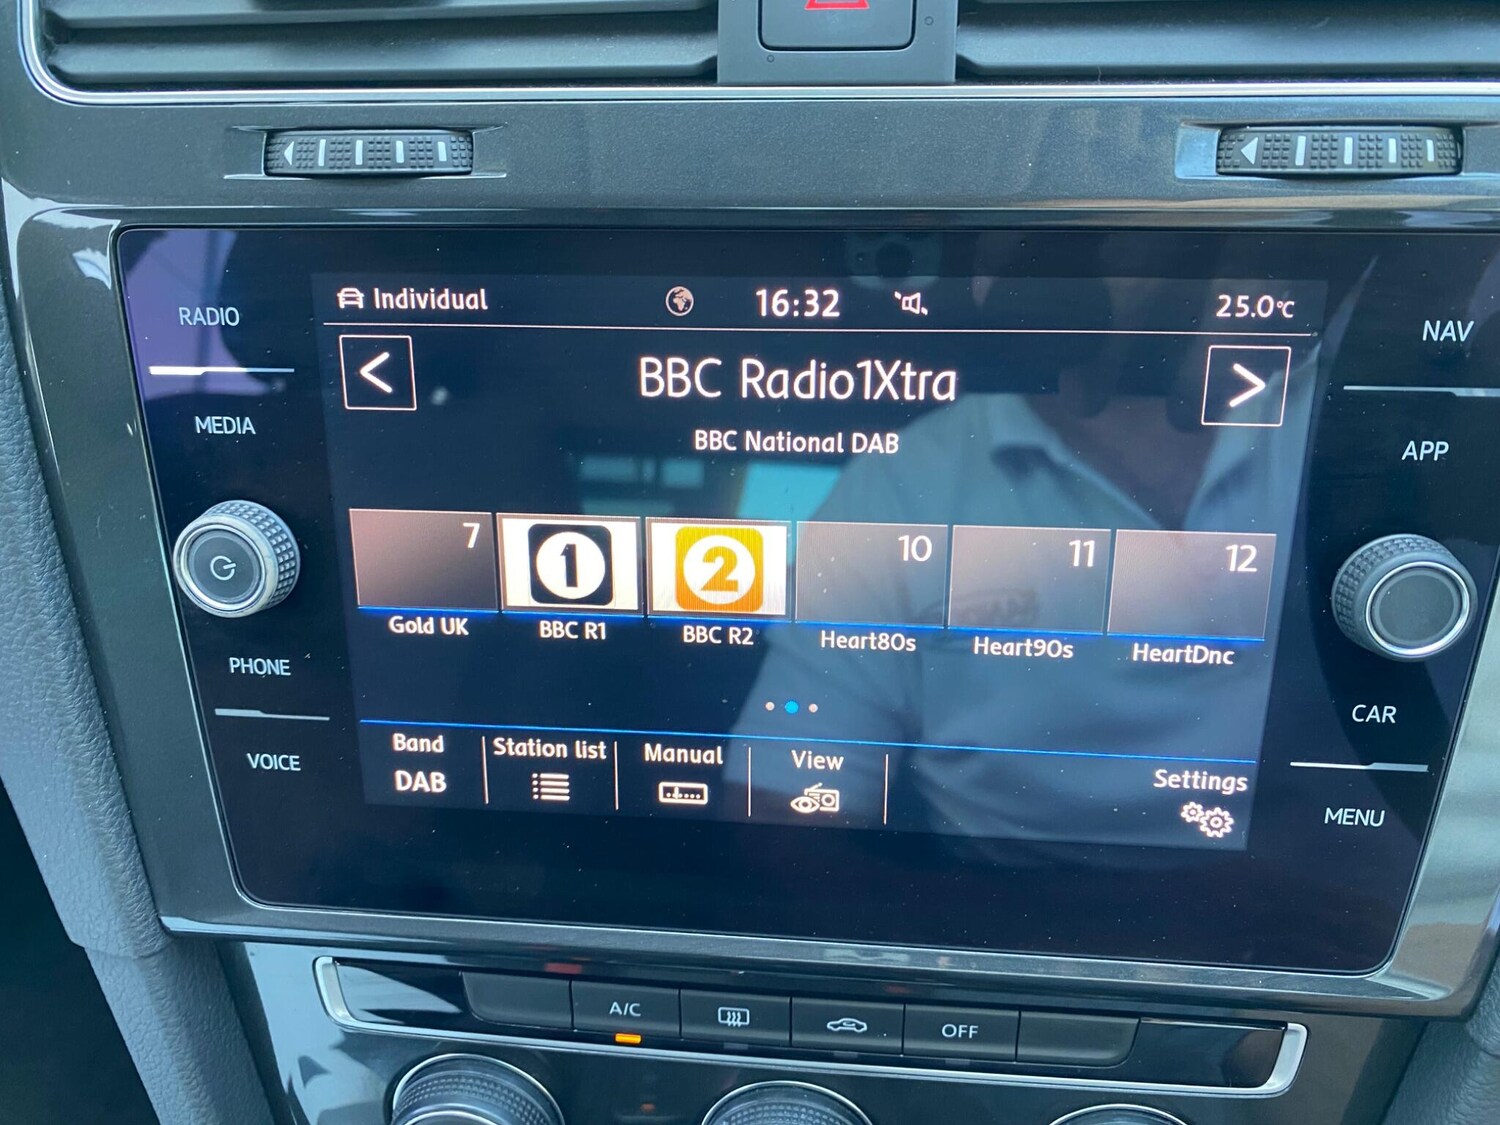 RADIO
MEDIA
PHONE
VOICE
Individual
16:32
25.0°C
<
BBC Radio1Xtra
>
BBC National DAB
7
1
2
10
11
12
Gold UK
BBC R1
BBC R2
Heart80s
Heart90s
HeartDnc
Band
DAB
Station list
Manual
View
Settings
NAV
APP
CAR
MENU
A/C
OFF